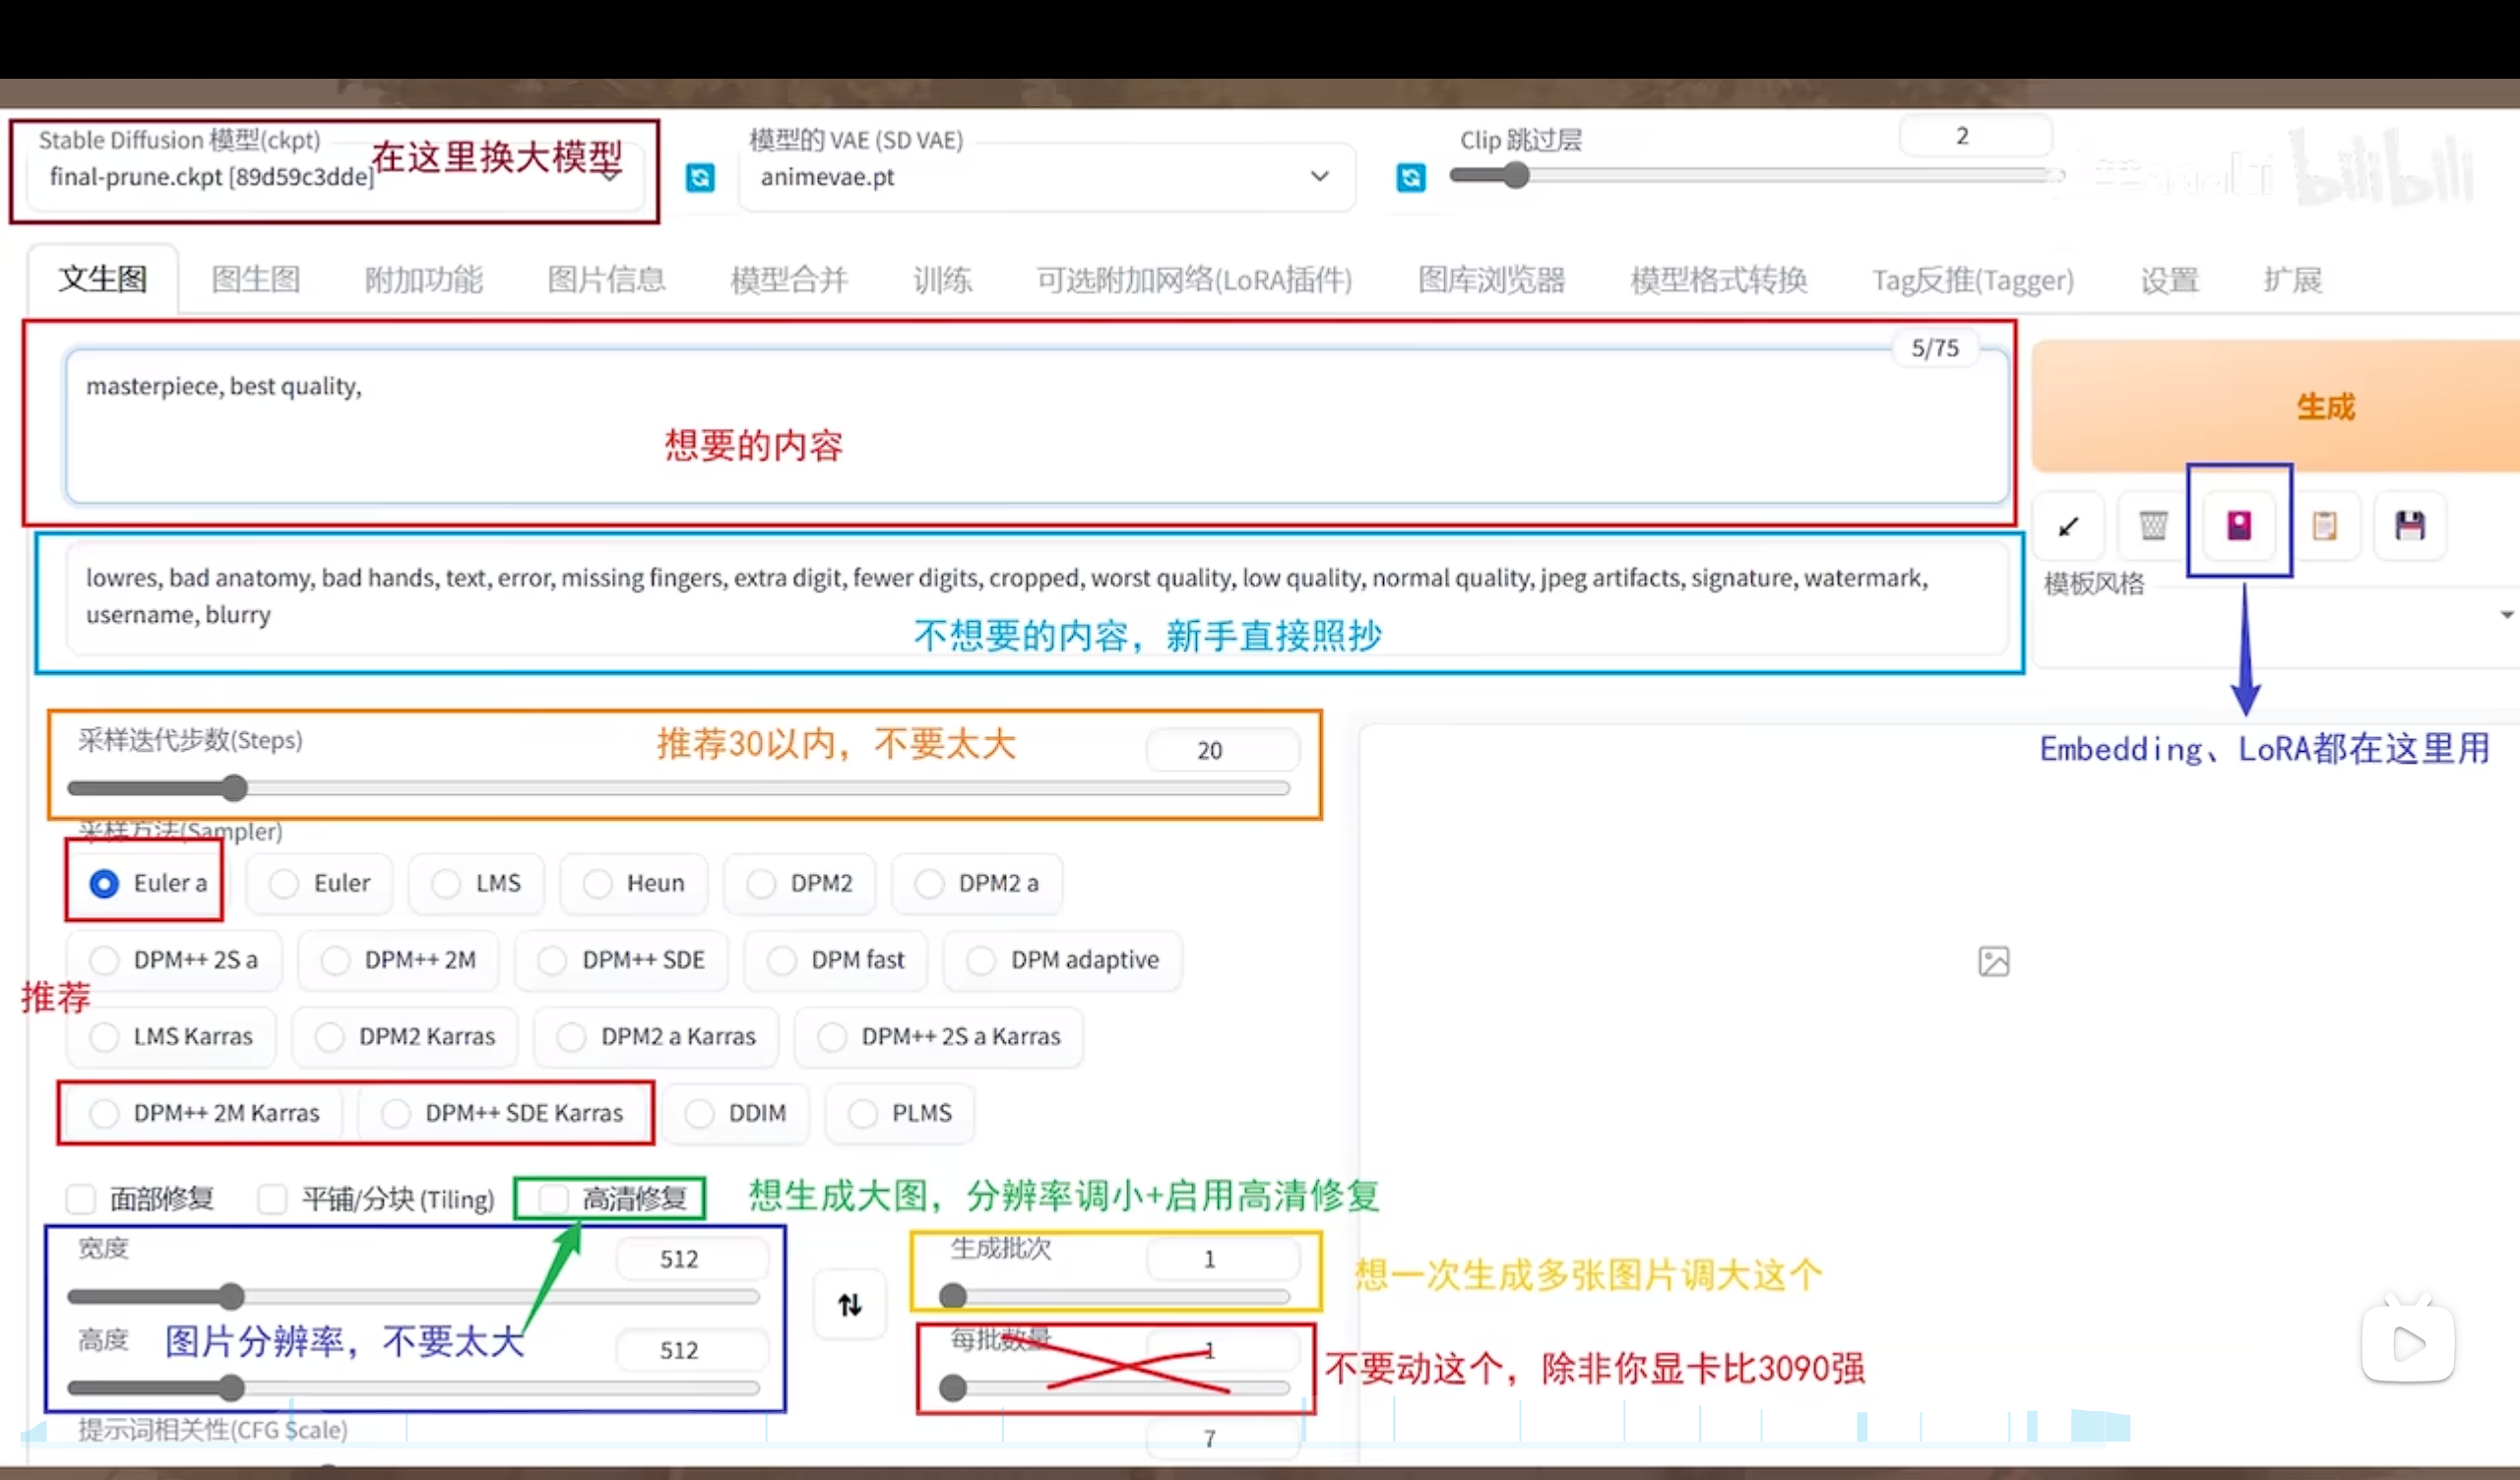 Stable Diffusion 模型(ckpt)
final-prune.ckpt [89d59c3dde]
在这里换大模型
模型的 VAE (SD VAE)
animevae.pt
Clip 跳过层
2
bilibili
文生图 图生图 附加功能 图片信息 模型合并 训练 可选附加网络(LoRA插件) 图库浏览器 模型格式转换 Tag反推(Tagger) 设置 扩展
5/75
masterpiece, best quality,
想要的内容
生成
lowres, bad anatomy, bad hands, text, error, missing fingers, extra digit, fewer digits, cropped, worst quality, low quality, normal quality, jpeg artifacts, signature, watermark,
username, blurry
不想要的内容，新手直接照抄
模板风格
Embedding、LoRA都在这里用
采样迭代步数(Steps)
推荐30以内，不要太大
20
采样方法(Sampler)
Euler a Euler LMS Heun DPM2 DPM2 a
DPM++ 2S a DPM++ 2M DPM++ SDE DPM fast DPM adaptive
推荐
LMS Karras DPM2 Karras DPM2 a Karras DPM++ 2S a Karras
DPM++ 2M Karras DPM++ SDE Karras DDIM PLMS
面部修复 平铺/分块 (Tiling) 高清修复
想生成大图，分辨率调小+启用高清修复
宽度
512
生成批次
1
想一次生成多张图片调大这个
高度
图片分辨率，不要太大
512
每批数量
1
不要动这个，除非你显卡比3090强
提示词相关性(CFG Scale)
7